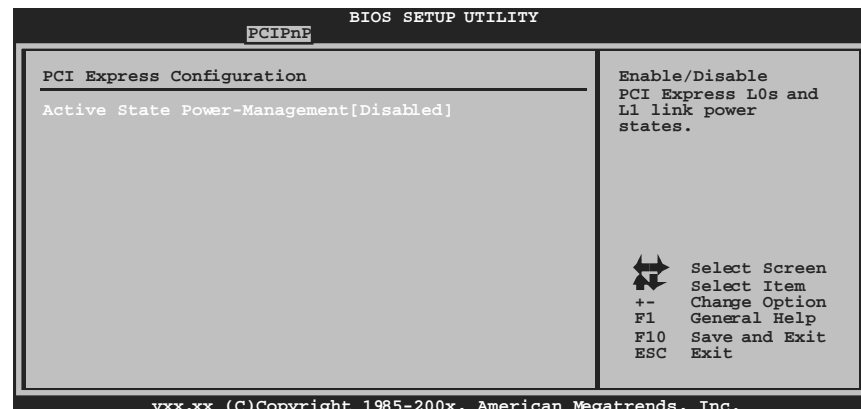 BIOS SETUP UTILITY
PCIPnP
PCI Express Configuration
Active State Power-Management[Disabled]
Enable/Disable
PCI Express L0s and
L1 link power
states.
Select Screen
Select Item
+- Change Option
F1 General Help
F10 Save and Exit
ESC Exit
vxx.xx (C)Copyright 1985-200x, American Megatrends, Inc.